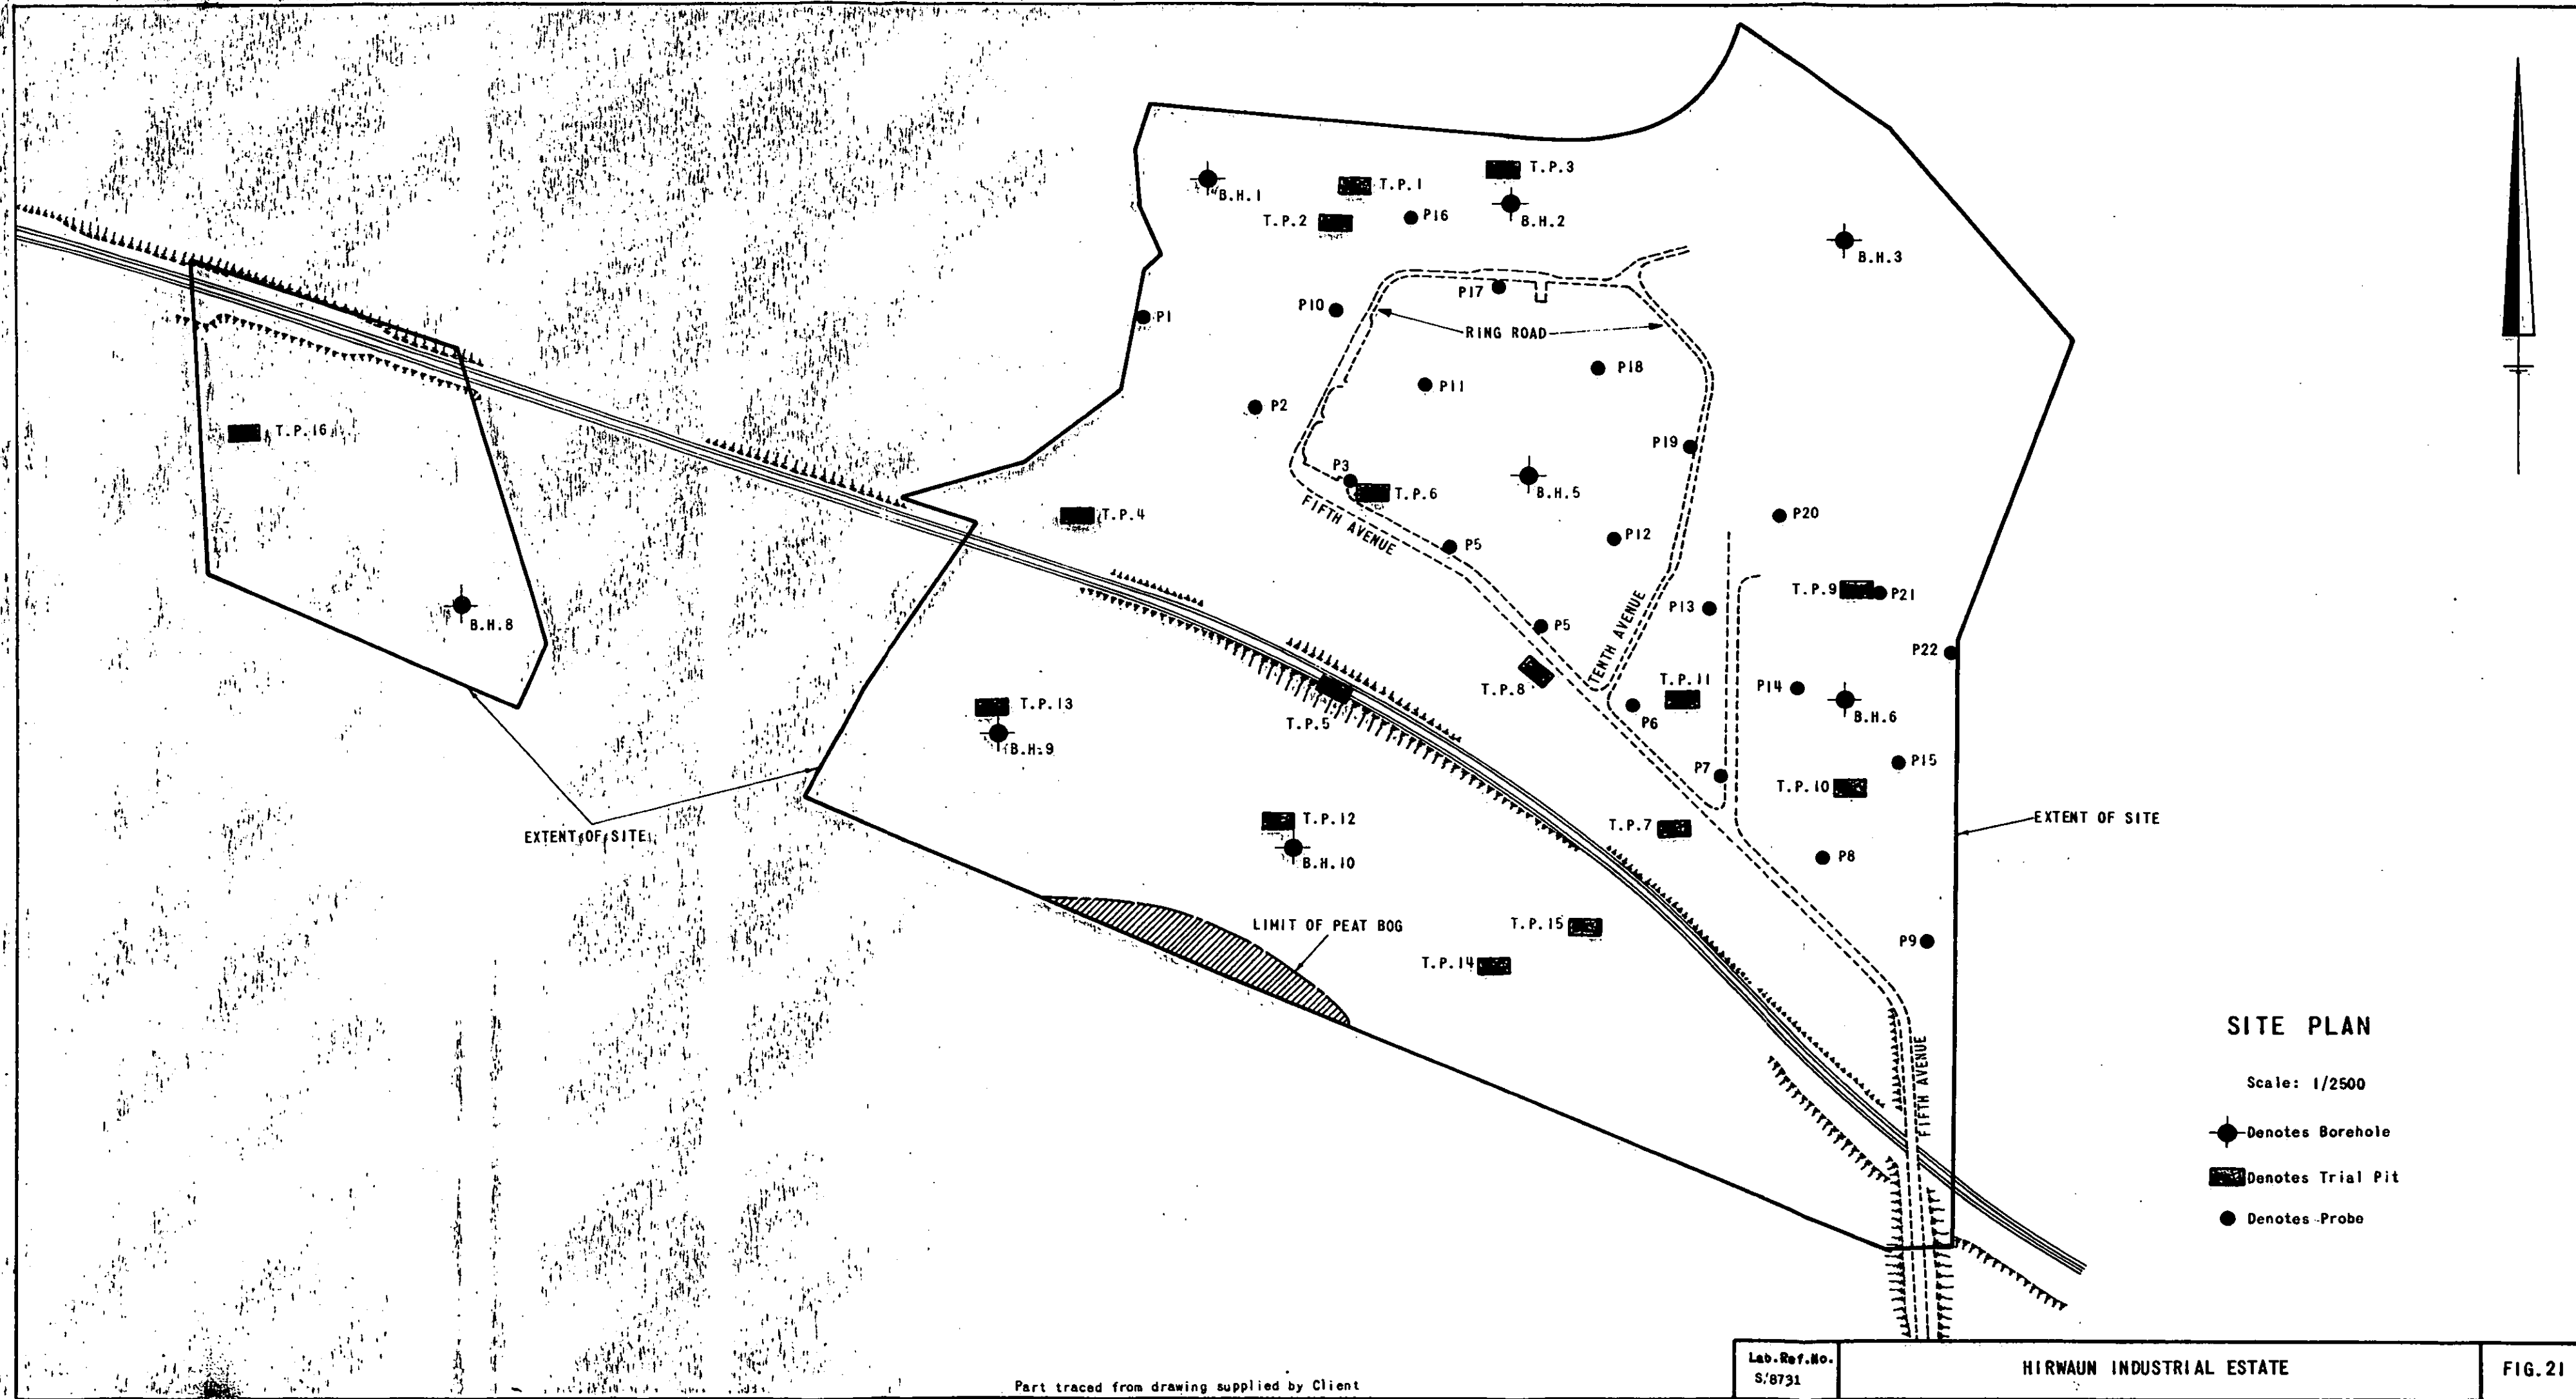 T.P.3
T.P.1
B.H.1
T.P.2
P16
B.H.2
B.H.3
P17
P10
P1
RING ROAD
P18
P11
P2
T.P.16
P19
P3
T.P.6
B.H.5
T.P.4
FIFTH AVENUE
P20
P12
P5
T.P.9
P21
P13
B.H.8
P5
TENTH AVENUE
P22
T.P.11
P14
T.P.8
T.P.13
T.P.5
P6
B.H.6
B.H.9
P15
P7
T.P.10
EXTENT OF SITE
T.P.12
T.P.7
EXTENT OF SITE
B.H.10
P8
LIMIT OF PEAT BOG
T.P.15
P9
T.P.14
FIFTH AVENUE
SITE PLAN
Scale: 1/2500
Denotes Borehole
Denotes Trial Pit
Denotes Probe
Lab.Ref.No.
S/8731
HIRWAUN INDUSTRIAL ESTATE
FIG.21
Part traced from drawing supplied by Client